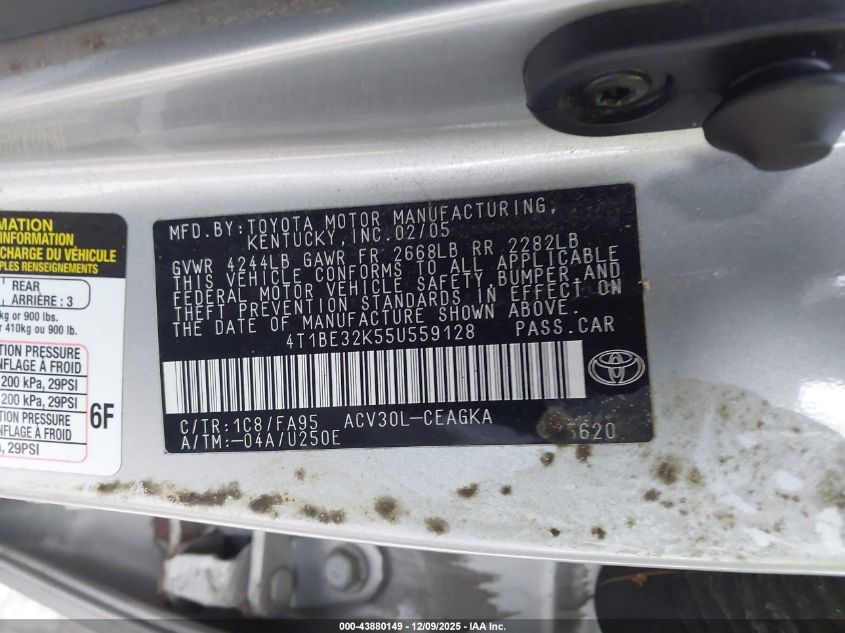 MATION
INFORMATION
CHARGE DU VÉHICULE
PLES RENSEIGNEMENTS
REAR
ARRIÈRE : 3
kg or 900 lbs.
r 410kg ou 900 lb.
TION PRESSURE
NFLAGE À FROID
200 kPa, 29PSI
200 kPa, 29PSI
TION PRESSURE
NFLAGE À FROID
, 29PSI
6F
MFD.BY:TOYOTA MOTOR MANUFACTURING,
KENTUCKY,INC.02/05
GVWR 4244LB GAWR FR 2668LB RR 2282LB
THIS VEHICLE CONFORMS TO ALL APPLICABLE
FEDERAL MOTOR VEHICLE SAFETY,BUMPER,AND
THEFT PREVENTION STANDARDS IN EFFECT ON
THE DATE OF MANUFACTURE SHOWN ABOVE.
4T1BE32K55U559128 PASS.CAR
C/TR:1C8/FA95 ACV30L-CEAGKA
A/TM:-04A/U250E 5620
000-43880149 - 12/09/2025 - IAA Inc.